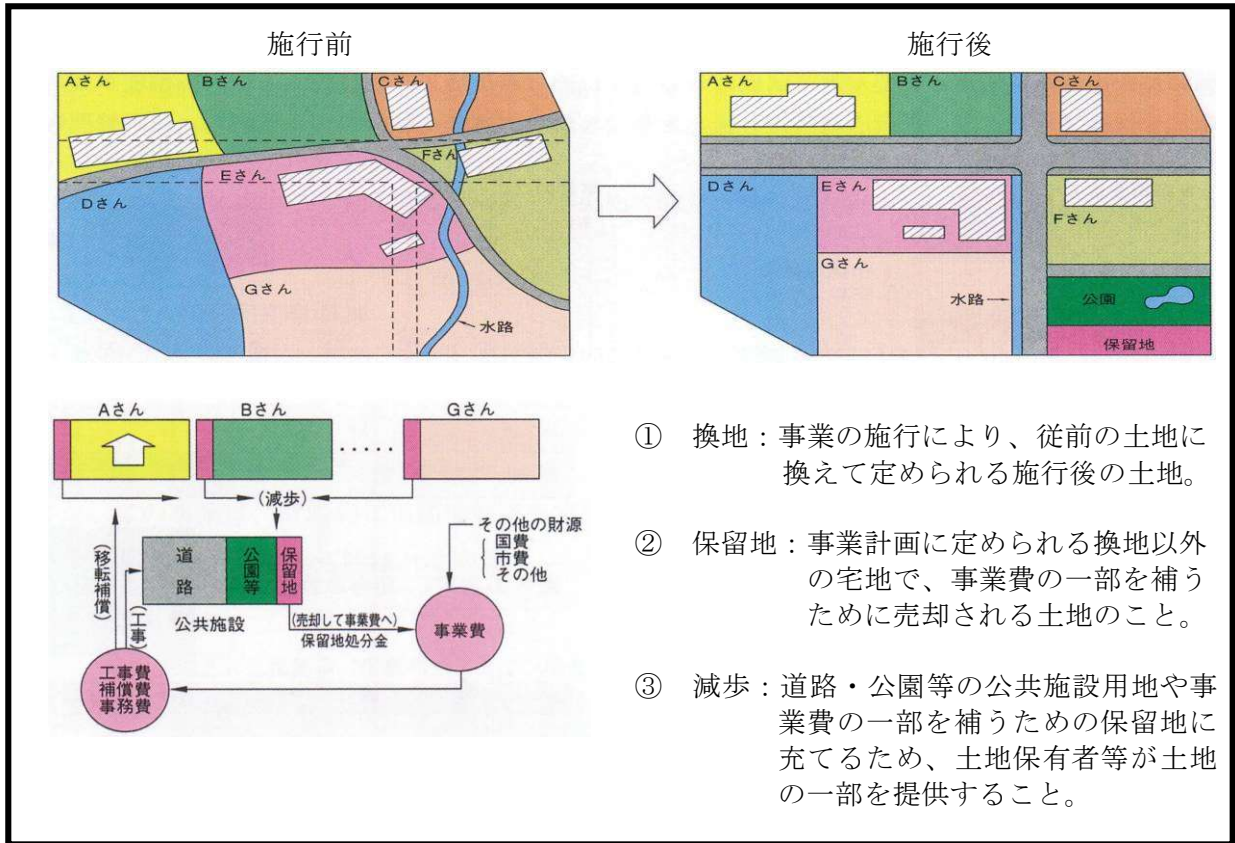 施行前
Aさん
Bさん
Cさん
Fさん
Eさん
Dさん
Gさん
水路
施行後
Aさん
Bさん
Cさん
Dさん
Eさん
Fさん
Gさん
水路
公園
保留地
Aさん
Bさん
Gさん
(減歩)
道路
公園等
保留地
公共施設
(移転補償)
(工事)
(売却して事業費へ)
保留地処分金
その他の財源
国費
市費
その他
事業費
工事費
補償費
事務費
① 換地：事業の施行により、従前の土地に
換えて定められる施行後の土地。
② 保留地：事業計画に定められる換地以外
の宅地で、事業費の一部を補う
ために売却される土地のこと。
③ 減歩：道路・公園等の公共施設用地や事
業費の一部を補うための保留地に
充てるため、土地保有者等が土地
の一部を提供すること。